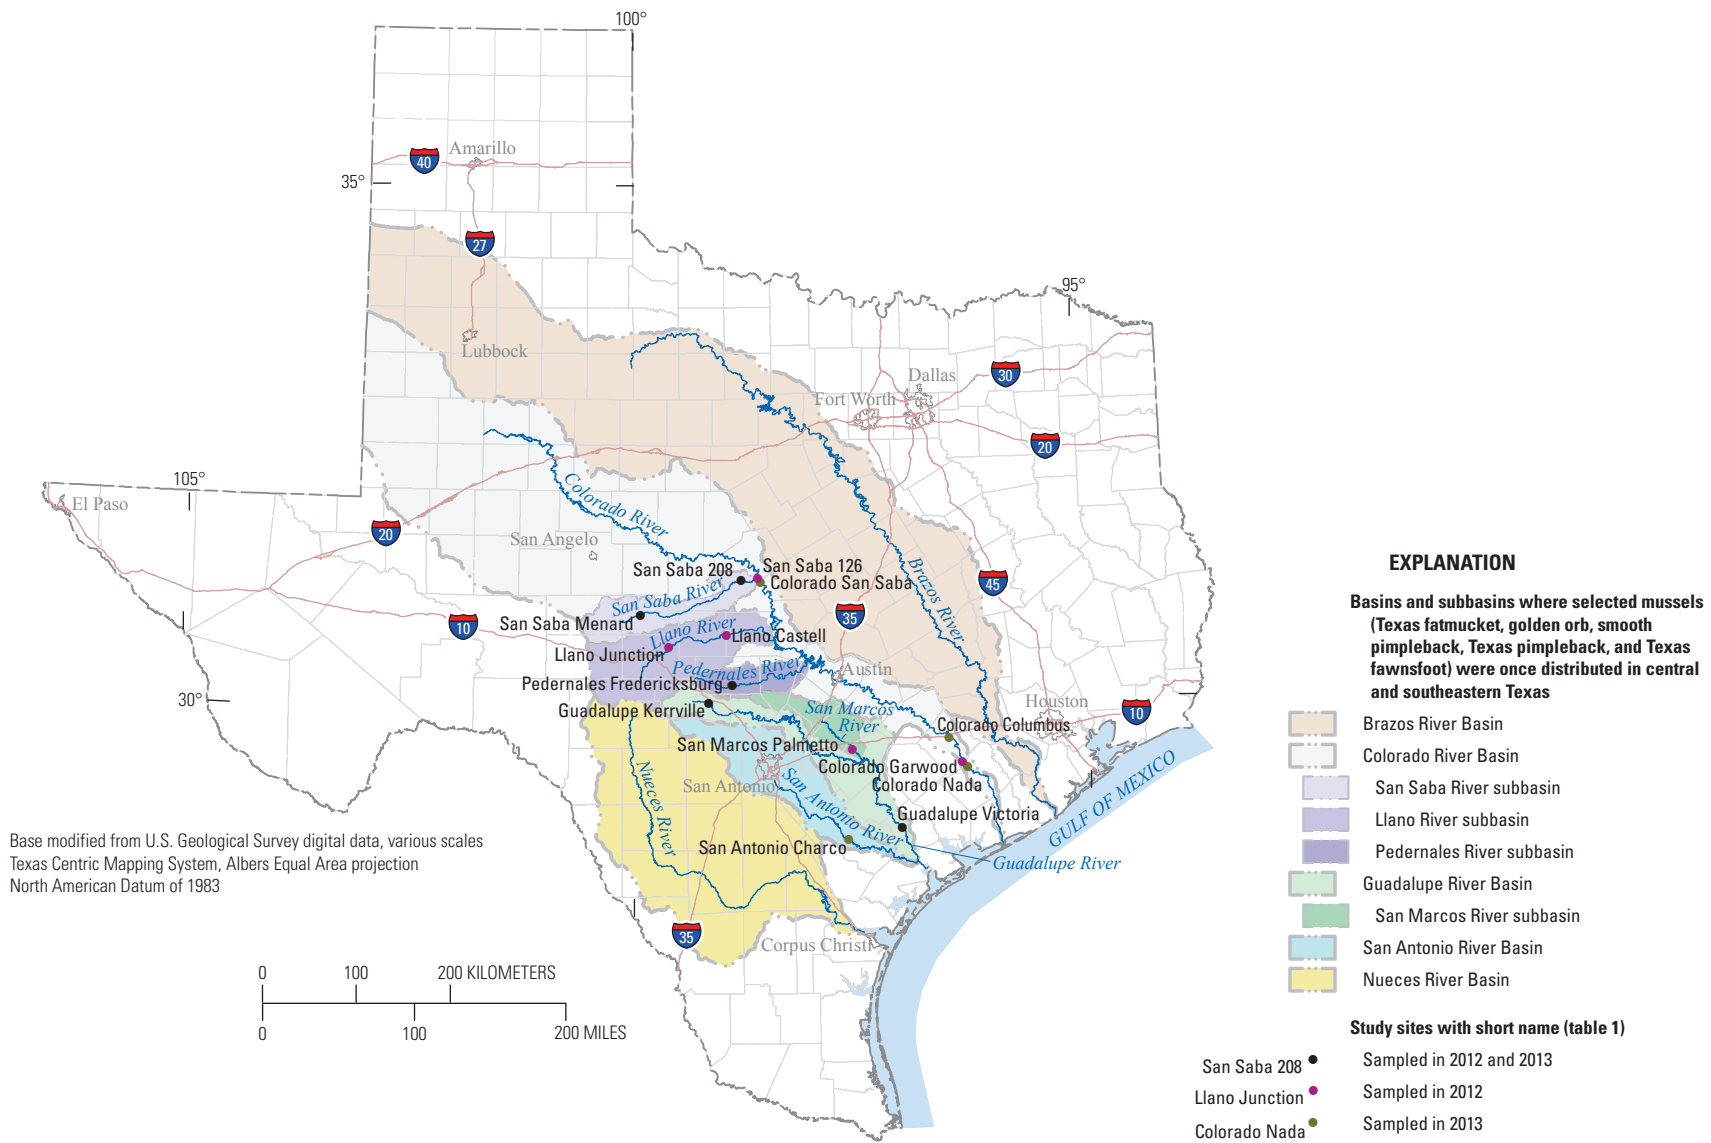 100°
40
Amarillo
35°
27
95°
Lubbock
30
Dallas
Fort Worth
20
105°
El Paso
Colorado River
20
San Angelo
San Saba 208
San Saba 126
Colorado San Saba
Brazos River
45
San Saba River
San Saba Menard
10
35
Llano River
Llano Castell
Llano Junction
Pedernales River
Austin
Pedernales Fredericksburg
30°
Guadalupe Kerrville
San Marcos
River
Houston
10
Colorado Columbus
San Marcos Palmetto
Colorado Garwood
Colorado Nada
San Antonio
Nueces River
San Antonio River
Guadalupe Victoria
GULF OF MEXICO
San Antonio Charco
Guadalupe River
35
Corpus Christi
Base modified from U.S. Geological Survey digital data, various scales
Texas Centric Mapping System, Albers Equal Area projection
North American Datum of 1983
0 100 200 KILOMETERS
0 100 200 MILES
EXPLANATION
Basins and subbasins where selected mussels
(Texas fatmucket, golden orb, smooth
pimpleback, Texas pimpleback, and Texas
fawnsfoot) were once distributed in central
and southeastern Texas
Brazos River Basin
Colorado River Basin
San Saba River subbasin
Llano River subbasin
Pedernales River subbasin
Guadalupe River Basin
San Marcos River subbasin
San Antonio River Basin
Nueces River Basin
Study sites with short name (table 1)
San Saba 208 Sampled in 2012 and 2013
Llano Junction Sampled in 2012
Colorado Nada Sampled in 2013